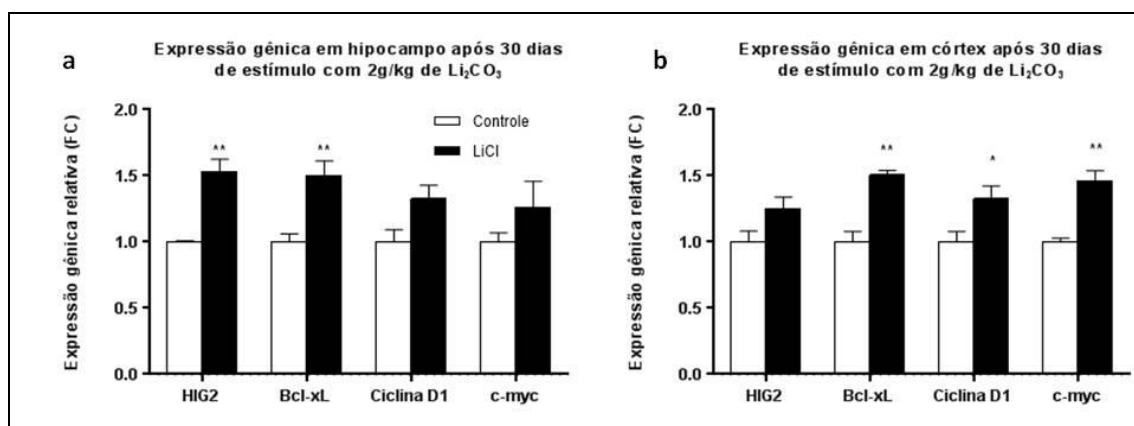 a
Expressão gênica em hipocampo após 30 dias
de estímulo com 2g/kg de Li₂CO₃
Expressão gênica relativa (FC)
2.0
1.5
1.0
0.5
0.0
Controle
LiCl
**
**
HIG2
Bcl-xL
Ciclina D1
c-myc
b
Expressão gênica em córtex após 30 dias
de estímulo com 2g/kg de Li₂CO₃
Expressão gênica relativa (FC)
2.0
1.5
1.0
0.5
0.0
**
*
**
HIG2
Bcl-xL
Ciclina D1
c-myc